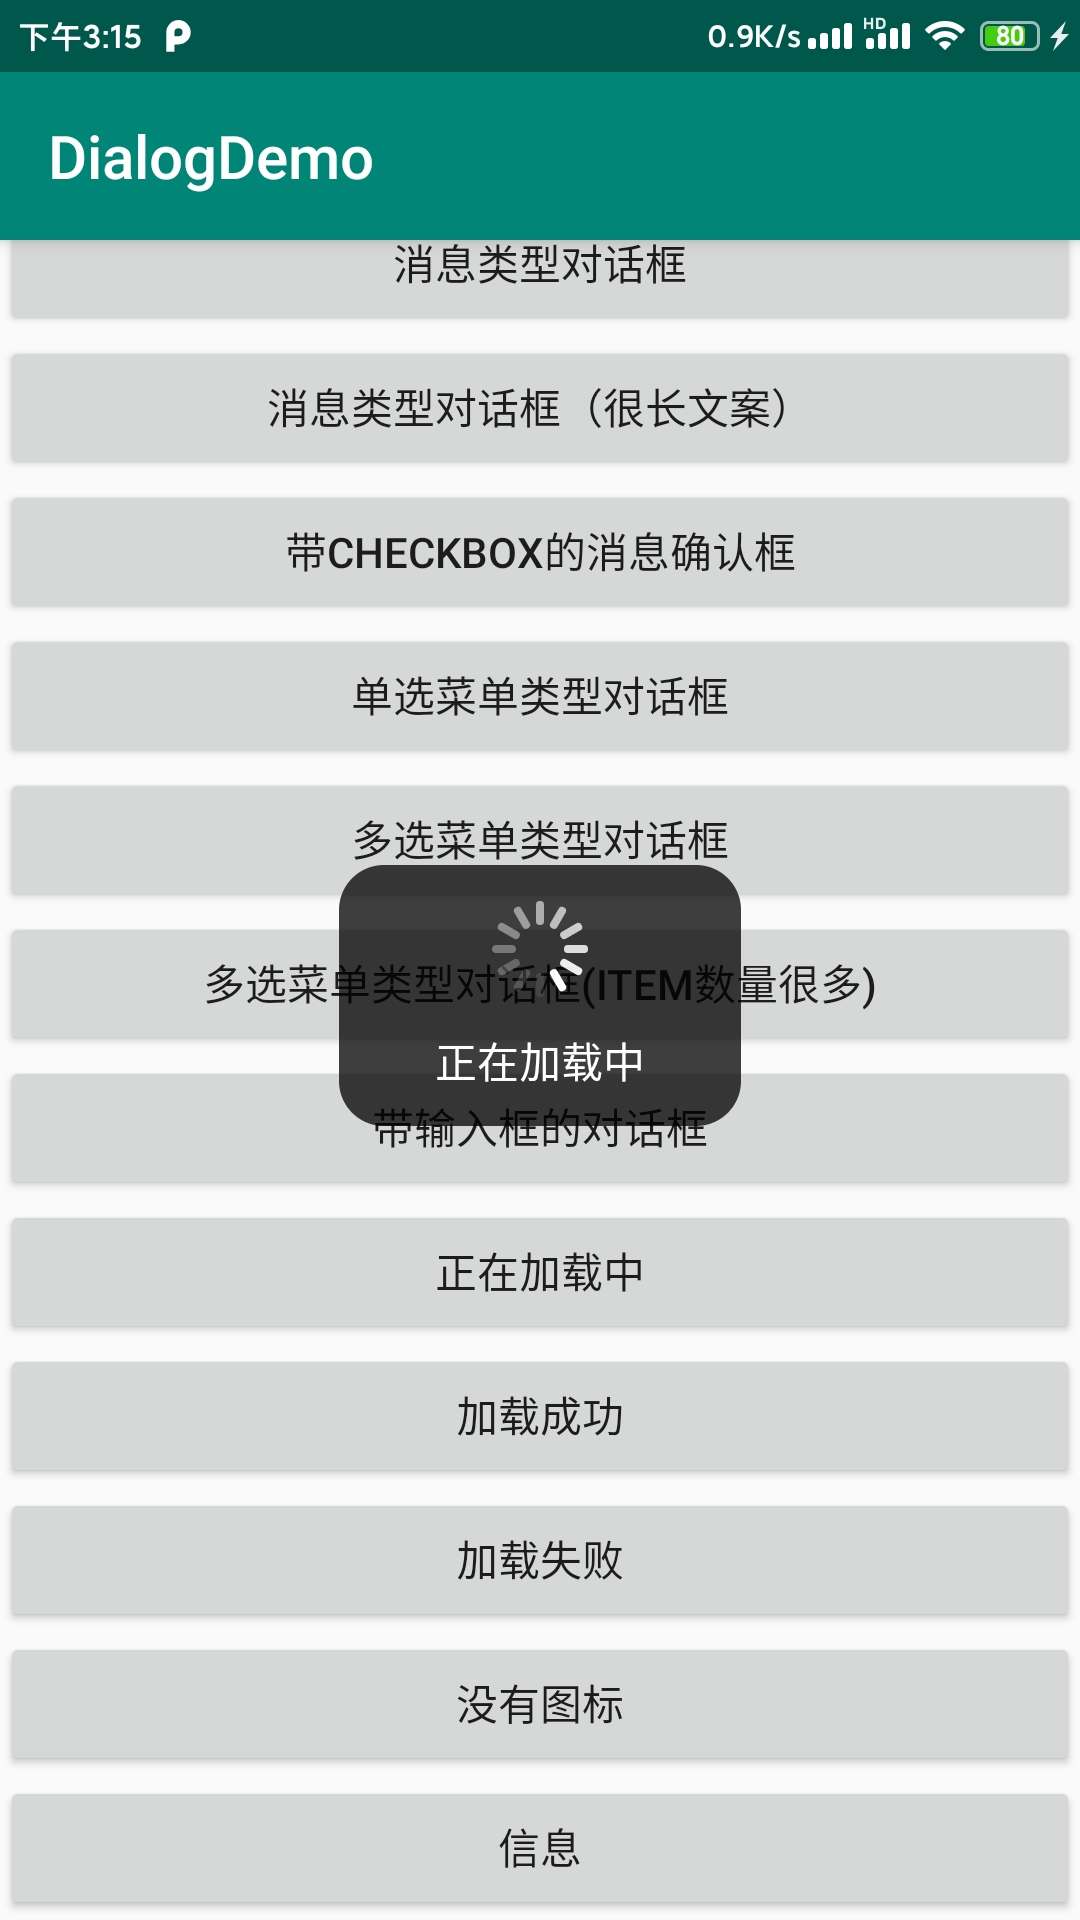 下午3:15
0.9K/s
HD
80
DialogDemo
消息类型对话框
消息类型对话框（很长文案）
带CHECKBOX的消息确认框
单选菜单类型对话框
多选菜单类型对话框
多选菜单类型对话框(ITEM数量很多)
正在加载中
带输入框的对话框
正在加载中
加载成功
加载失败
没有图标
信息